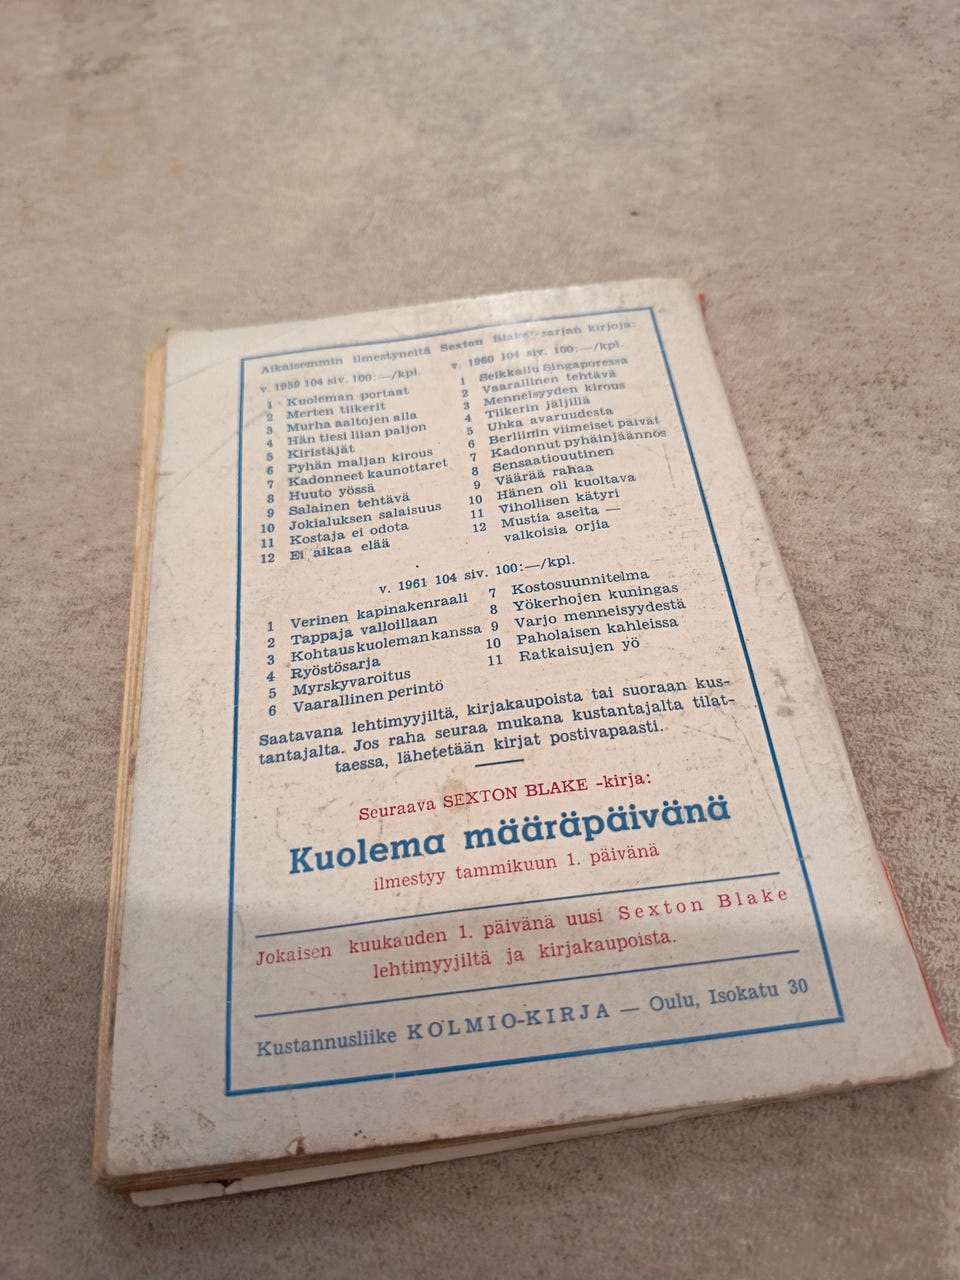 Aikaisemmin ilmestyneitä Sexton Blake -sarjan kirjoja:
v. 1959 104 siv. 100:—/kpl.
1 Kuoleman portaat
2 Merten tiikerit
3 Murha aaltojen alla
4 Hän tiesi liian paljon
5 Kiristäjät
6 Pyhän maljan kirous
7 Kadonneet kaunottaret
8 Huuto yössä
9 Salainen tehtävä
10 Jokialuksen salaisuus
11 Kostaja ei odota
12 Ei aikaa elää
v. 1960 104 siv. 100:—/kpl.
1 Seikkailu Singaporessa
2 Vaarallinen tehtävä
3 Menneisyyden kirous
4 Tiikerin jäljillä
5 Uhka avaruudesta
6 Berliinin viimeiset päivät
7 Kadonnut pyhäinjäännös
8 Sensaatiouutinen
9 Väärää rahaa
10 Hänen oli kuoltava
11 Vihollisen kätyri
12 Mustia aseita —
valkoisia orjia
v. 1961 104 siv. 100:—/kpl.
1 Verinen kapinakenraali
2 Tappaja valloillaan
3 Kohtaus kuoleman kanssa
4 Ryöstösarja
5 Myrskyvaroitus
6 Vaarallinen perintö
7 Kostosuunnitelma
8 Yökerhojen kuningas
9 Varjo menneisyydestä
10 Paholaisen kahleissa
11 Ratkaisujen yö
Saatavana lehtimyyjiltä, kirjakaupoista tai suoraan kus-
tantajalta. Jos raha seuraa mukana kustantajalta tilat-
taessa, lähetetään kirjat postivapaasti.
Seuraava SEXTON BLAKE -kirja:
Kuolema määräpäivänä
ilmestyy tammikuun 1. päivänä
Jokaisen kuukauden 1. päivänä uusi Sexton Blake
lehtimyyjiltä ja kirjakaupoista.
Kustannusliike KOLMIO-KIRJA — Oulu, Isokatu 30